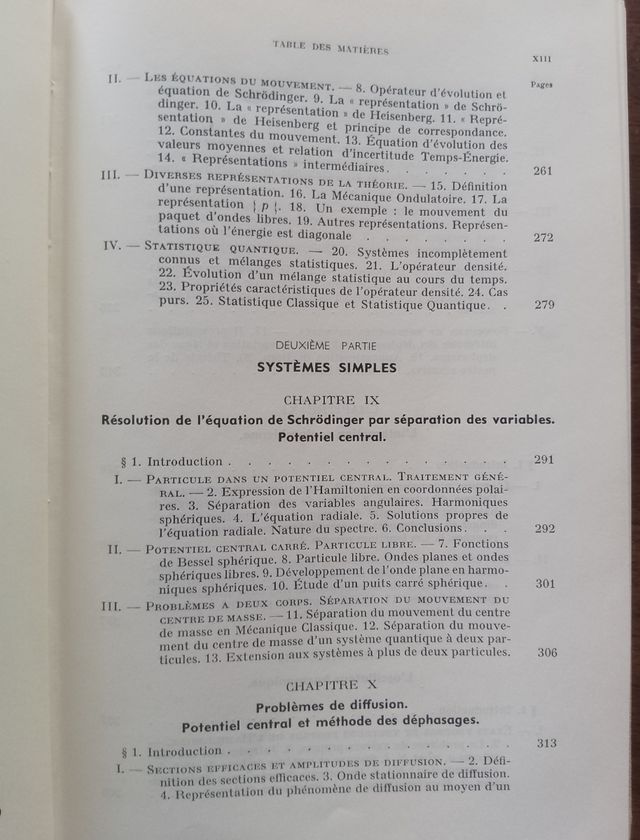 TABLE DES MATIÈRES
XIII
Pages
II. — LES ÉQUATIONS DU MOUVEMENT. — 8. Opérateur d'évolution et
équation de Schrödinger. 9. La « représentation » de Schrö-
dinger. 10. La « représentation » de Heisenberg. 11. « Repré-
sentation » de Heisenberg et principe de correspondance.
12. Constantes du mouvement. 13. Équation d'évolution des
valeurs moyennes et relation d'incertitude Temps-Énergie.
14. « Représentations » intermédiaires. . . . . . . 261
III. — DIVERSES REPRÉSENTATIONS DE LA THÉORIE. — 15. Définition
d'une représentation. 16. La Mécanique Ondulatoire. 17. La
représentation { p {. 18. Un exemple : le mouvement du
paquet d'ondes libres. 19. Autres représentations. Représen-
tations où l'énergie est diagonale . . . . . . . . 272
IV. — STATISTIQUE QUANTIQUE. — 20. Systèmes incomplètement
connus et mélanges statistiques. 21. L'opérateur densité.
22. Évolution d'un mélange statistique au cours du temps.
23. Propriétés caractéristiques de l'opérateur densité. 24. Cas
purs. 25. Statistique Classique et Statistique Quantique. . 279
DEUXIÈME PARTIE
SYSTÈMES SIMPLES
CHAPITRE IX
Résolution de l'équation de Schrödinger par séparation des variables.
Potentiel central.
§ 1. Introduction . . . . . . . . . . . . . . 291
I. — PARTICULE DANS UN POTENTIEL CENTRAL. TRAITEMENT GÉNÉ-
RAL. — 2. Expression de l'Hamiltonien en coordonnées polai-
res. 3. Séparation des variables angulaires. Harmoniques
sphériques. 4. L'équation radiale. 5. Solutions propres de
l'équation radiale. Nature du spectre. 6. Conclusions. . . 292
II. — POTENTIEL CENTRAL CARRÉ. PARTICULE LIBRE. — 7. Fonctions
de Bessel sphérique. 8. Particule libre. Ondes planes et ondes
sphériques libres. 9. Développement de l'onde plane en harmo-
niques sphériques. 10. Étude d'un puits carré sphérique. . 301
III. — PROBLÈMES A DEUX CORPS. SÉPARATION DU MOUVEMENT DU
CENTRE DE MASSE. — 11. Séparation du mouvement du centre
de masse en Mécanique Classique. 12. Séparation du mouve-
ment du centre de masse d'un système quantique à deux par-
ticules. 13. Extension aux systèmes à plus de deux particules. 306
CHAPITRE X
Problèmes de diffusion.
Potentiel central et méthode des déphasages.
§ 1. Introduction . . . . . . . . . . . . . . 313
I. — SECTIONS EFFICACES ET AMPLITUDES DE DIFFUSION. — 2. Défi-
nition des sections efficaces. 3. Onde stationnaire de diffusion.
4. Représentation du phénomène de diffusion au moyen d'un